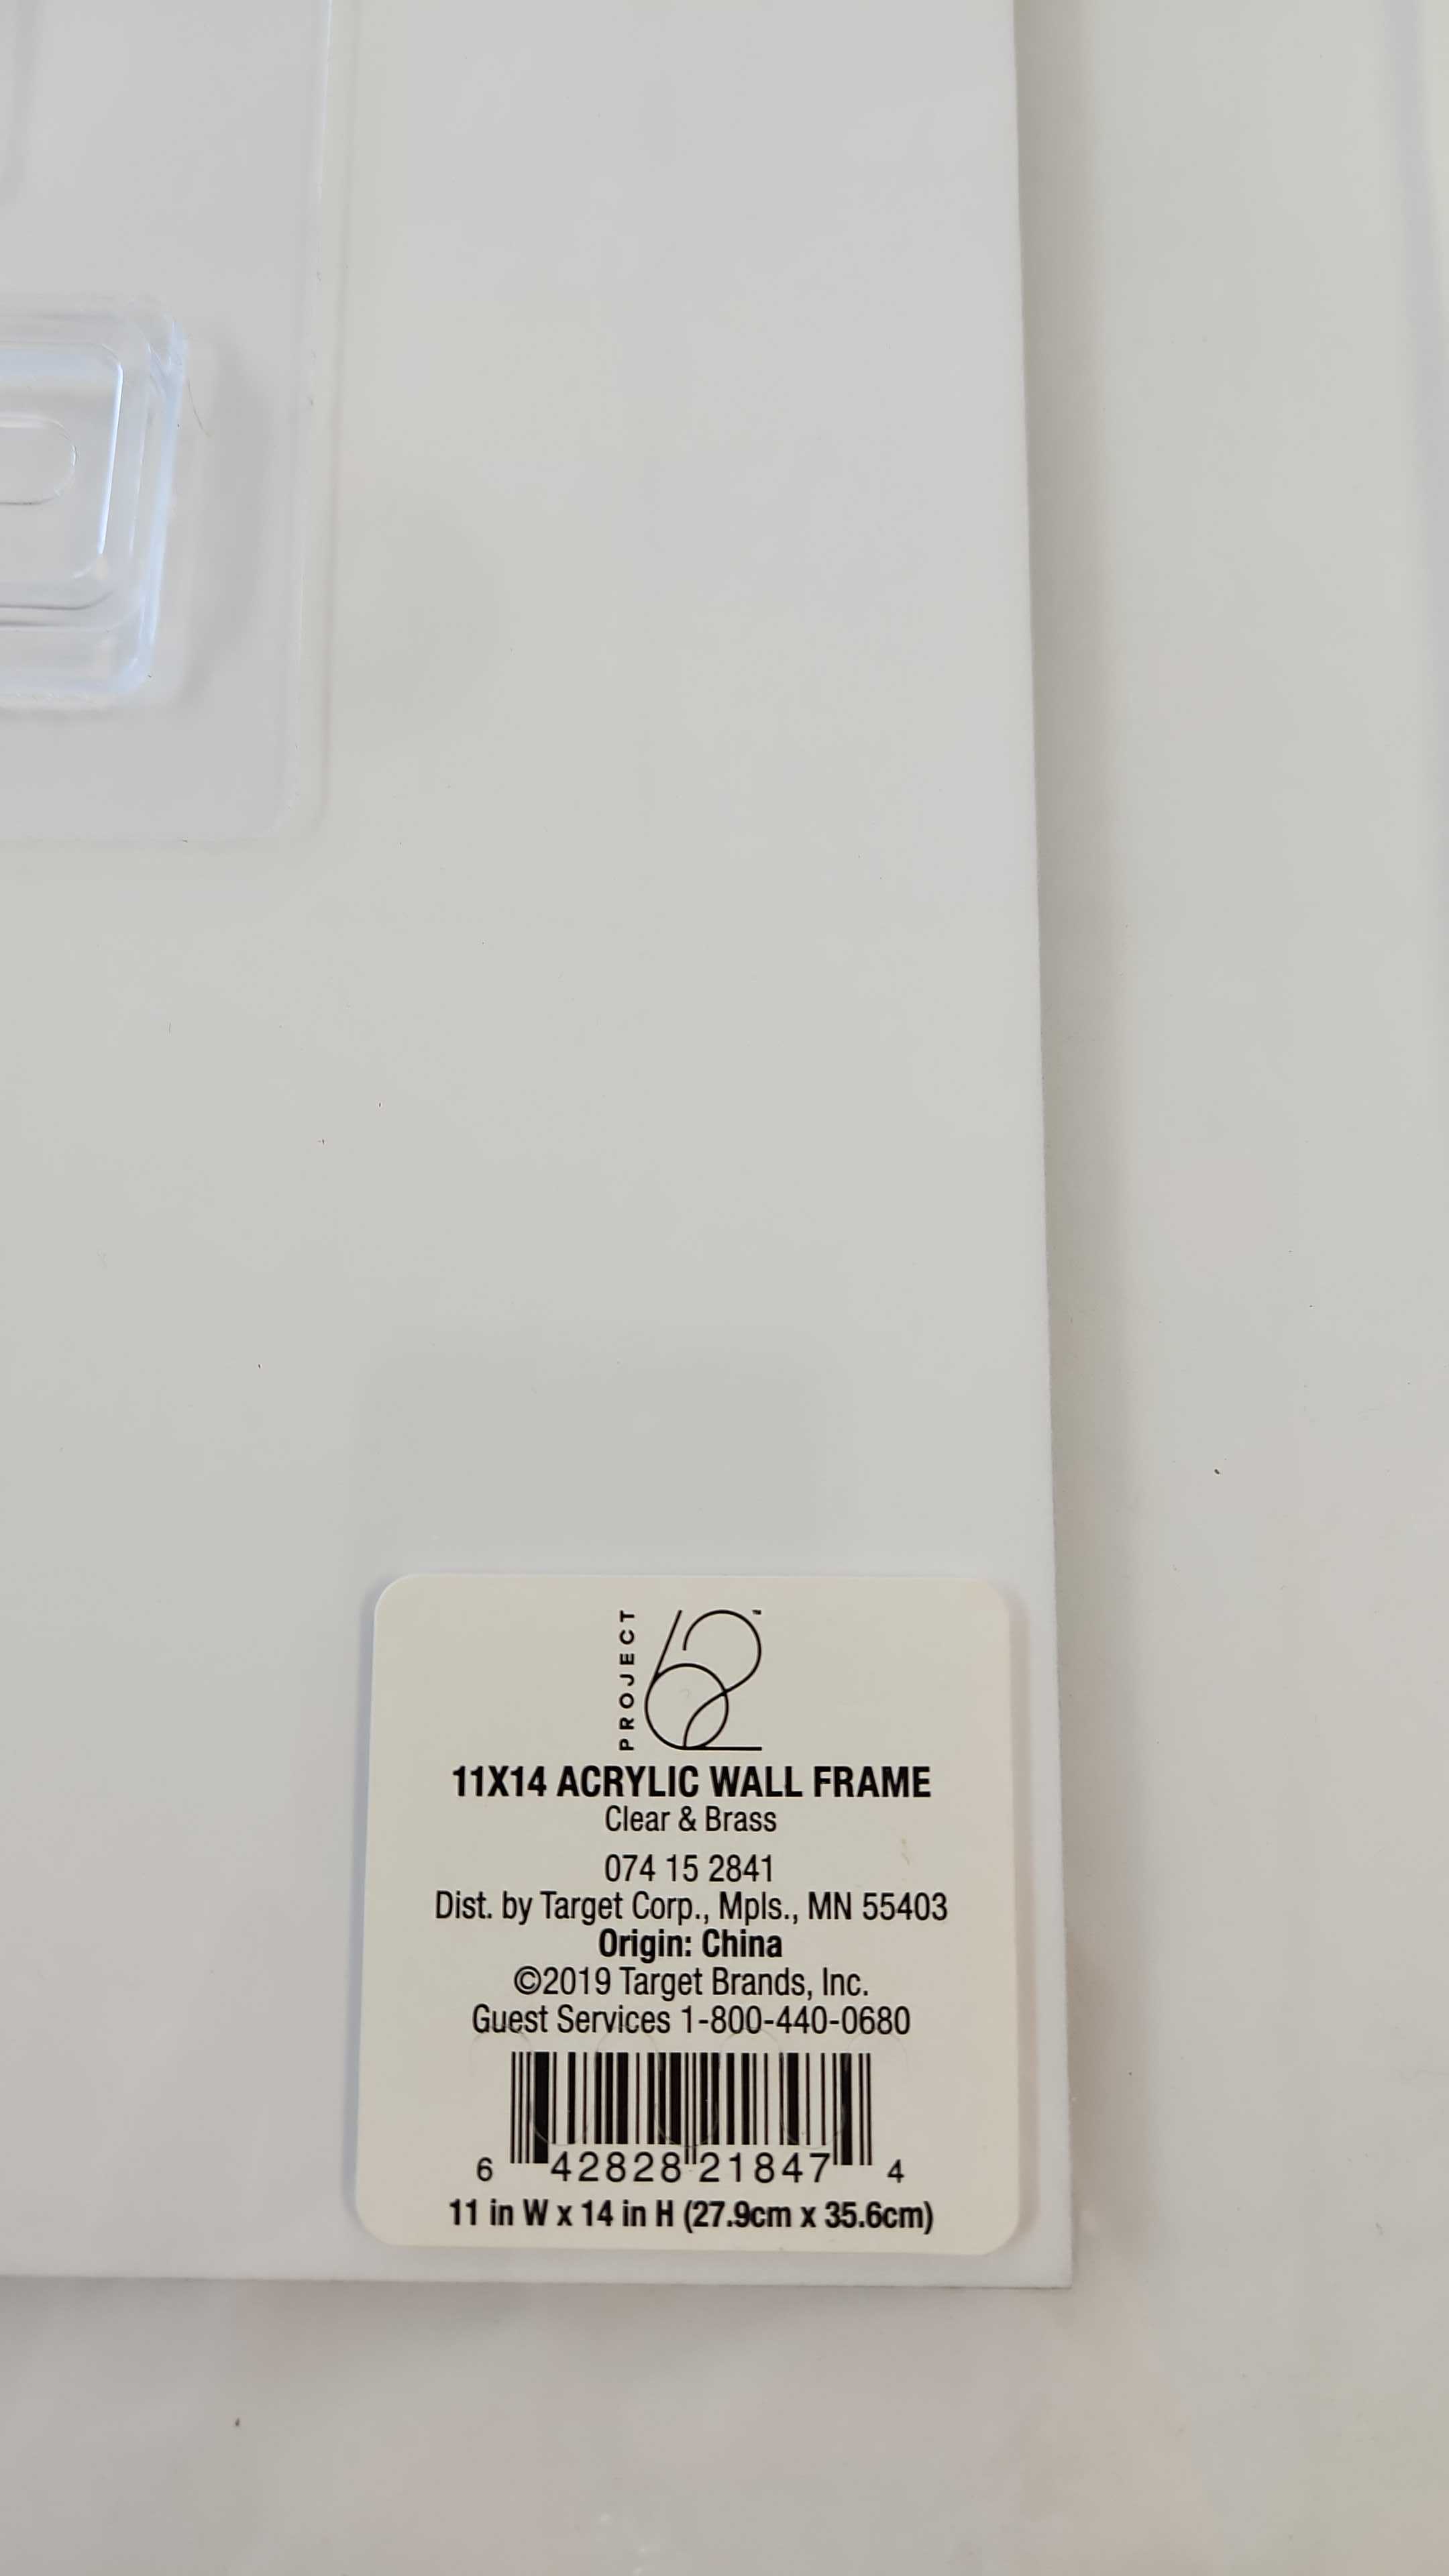 PROJECT 62™
11X14 ACRYLIC WALL FRAME
Clear & Brass
074 15 2841
Dist. by Target Corp., Mpls., MN 55403
Origin: China
©2019 Target Brands, Inc.
Guest Services 1-800-440-0680
6 42828 21847 4
11 in W x 14 in H (27.9cm x 35.6cm)